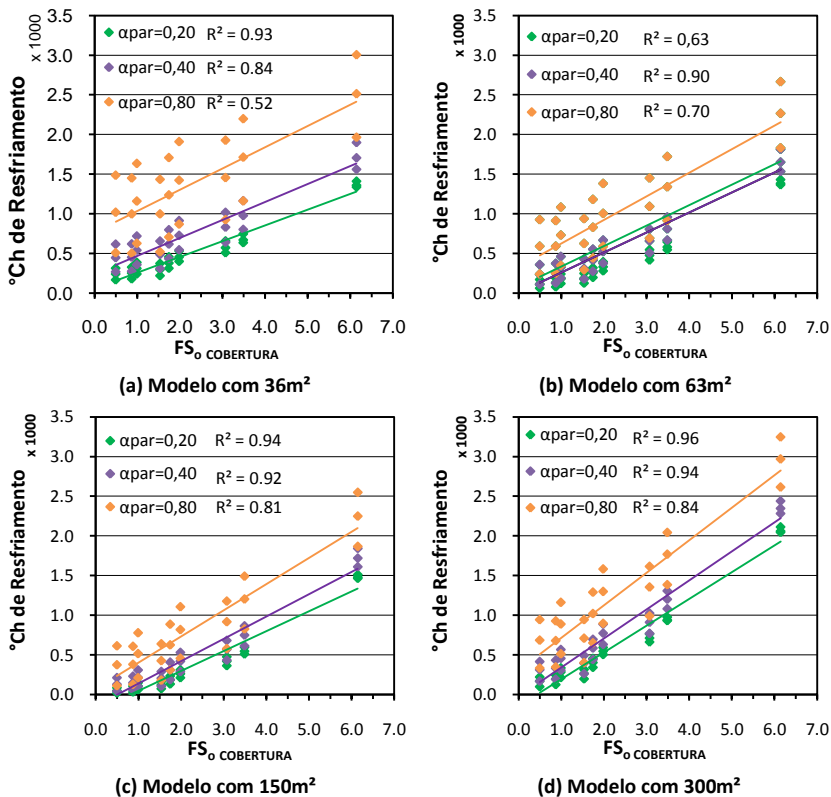 x 1000
°Ch de Resfriamento
3.5
3.0
2.5
2.0
1.5
1.0
0.5
0.0
αpar=0,20 R² = 0.93
αpar=0,40 R² = 0.84
αpar=0,80 R² = 0.52
0.0 1.0 2.0 3.0 4.0 5.0 6.0 7.0
FSo COBERTURA
(a) Modelo com 36m²
x 1000
°Ch de Resfriamento
3.5
3.0
2.5
2.0
1.5
1.0
0.5
0.0
αpar=0,20 R² = 0,63
αpar=0,40 R² = 0.90
αpar=0,80 R² = 0.70
0.0 1.0 2.0 3.0 4.0 5.0 6.0 7.0
FSo COBERTURA
(b) Modelo com 63m²
x 1000
°Ch de Resfriamento
3.5
3.0
2.5
2.0
1.5
1.0
0.5
0.0
αpar=0,20 R² = 0.94
αpar=0,40 R² = 0.92
αpar=0,80 R² = 0.81
0.0 1.0 2.0 3.0 4.0 5.0 6.0 7.0
FSo COBERTURA
(c) Modelo com 150m²
x 1000
°Ch de Resfriamento
3.5
3.0
2.5
2.0
1.5
1.0
0.5
0.0
αpar=0,20 R² = 0.96
αpar=0,40 R² = 0.94
αpar=0,80 R² = 0.84
0.0 1.0 2.0 3.0 4.0 5.0 6.0 7.0
FSo COBERTURA
(d) Modelo com 300m²